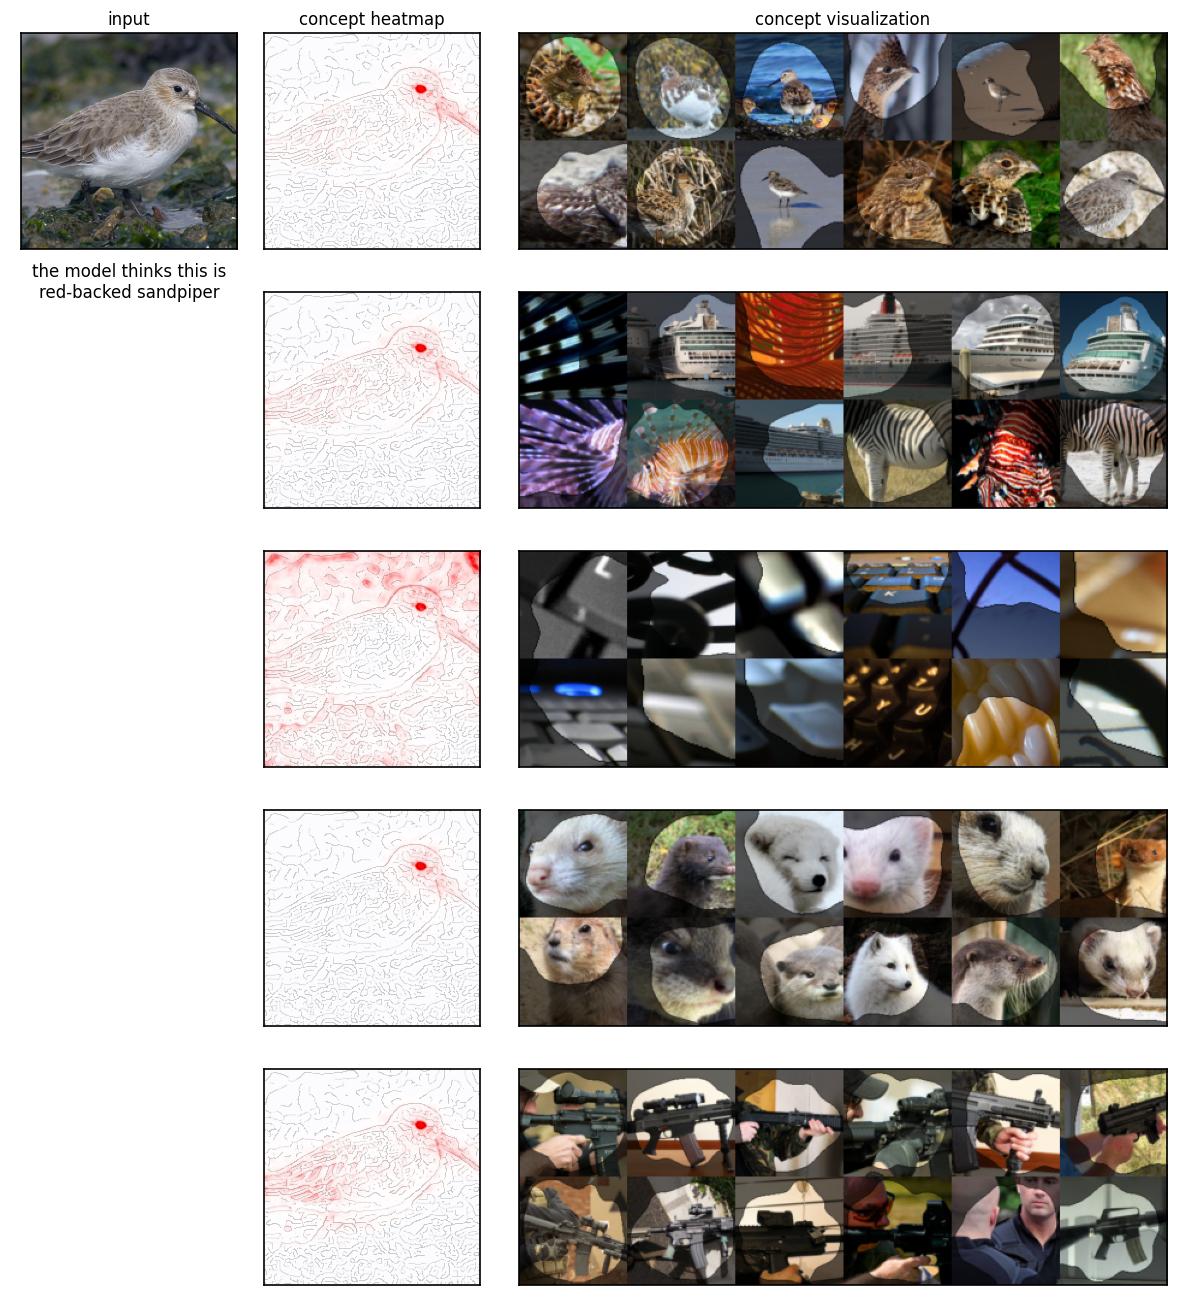 input
concept heatmap
concept visualization
the model thinks this is
red-backed sandpiper
L
K
T Y U
H J